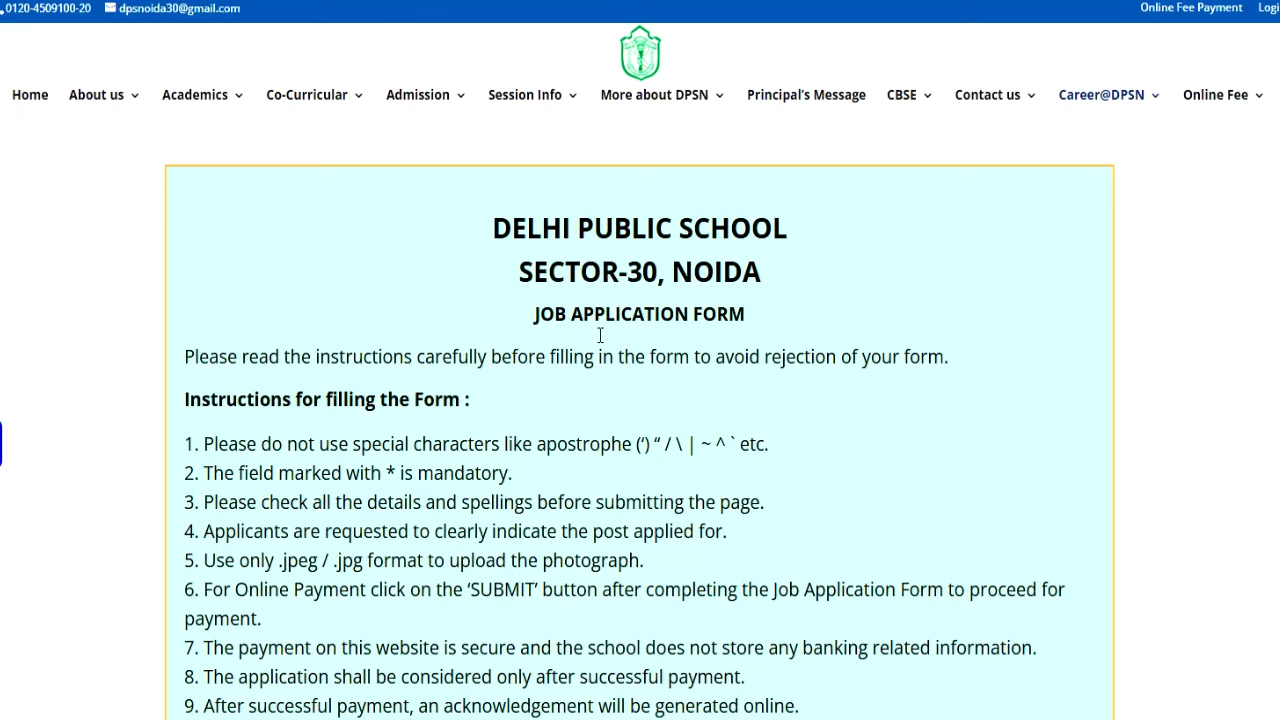 0120-4509100-20 dpsnoida30@gmail.com Online Fee Payment Logi
Home About us Academics Co-Curricular Admission Session Info More about DPSN Principal's Message CBSE Contact us Career@DPSN Online Fee
DELHI PUBLIC SCHOOL
SECTOR-30, NOIDA
JOB APPLICATION FORM
Please read the instructions carefully before filling in the form to avoid rejection of your form.
Instructions for filling the Form :
1. Please do not use special characters like apostrophe (‘) “ / \ | ~ ^ ` etc.
2. The field marked with * is mandatory.
3. Please check all the details and spellings before submitting the page.
4. Applicants are requested to clearly indicate the post applied for.
5. Use only .jpeg / .jpg format to upload the photograph.
6. For Online Payment click on the ‘SUBMIT’ button after completing the Job Application Form to proceed for
payment.
7. The payment on this website is secure and the school does not store any banking related information.
8. The application shall be considered only after successful payment.
9. After successful payment, an acknowledgement will be generated online.